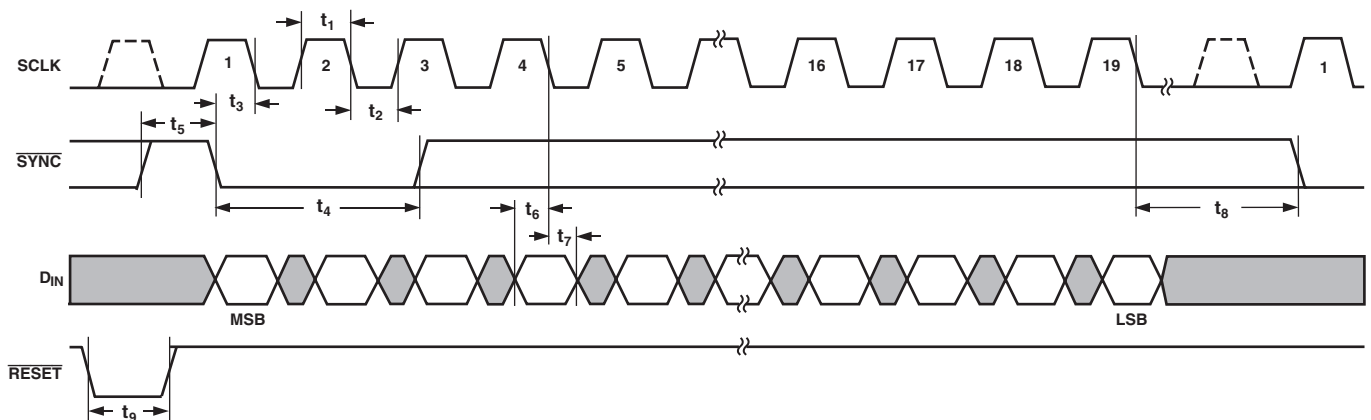 t1
SCLK 1 2 3 4 5 16 17 18 19 1
t3 t2
t5
SYNC
t4 t6 t8
t7
DIN
MSB LSB
RESET
t9